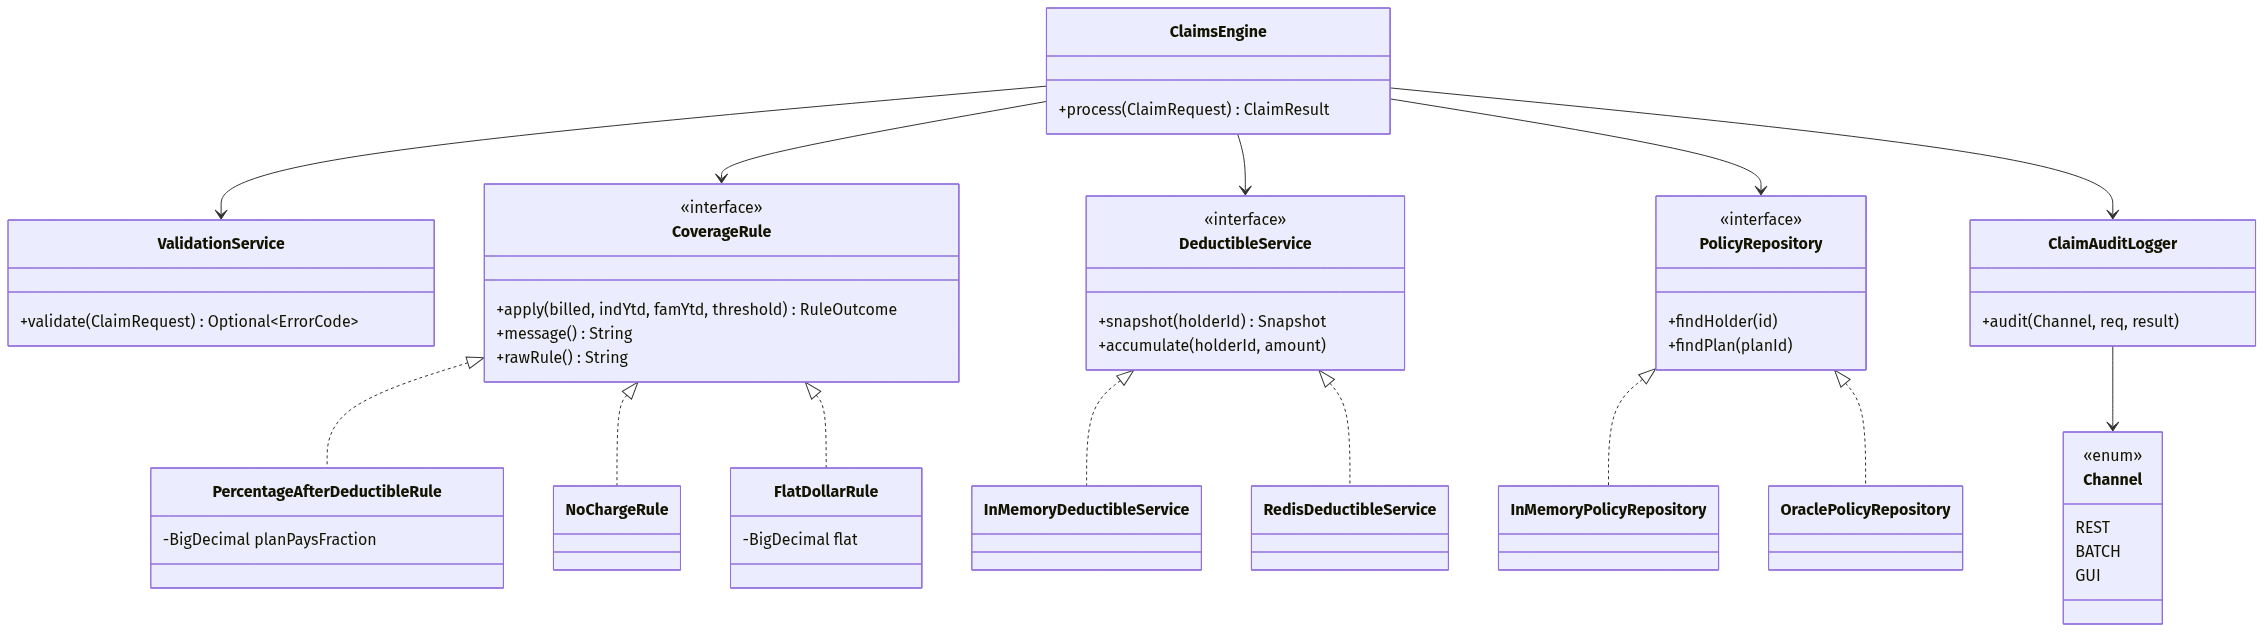 ClaimsEngine
+process(ClaimRequest) : ClaimResult
ValidationService
+validate(ClaimRequest) : Optional<ErrorCode>
«interface»
CoverageRule
+apply(billed, indYtd, famYtd, threshold) : RuleOutcome
+message() : String
+rawRule() : String
«interface»
DeductibleService
+snapshot(holderId) : Snapshot
+accumulate(holderId, amount)
«interface»
PolicyRepository
+findHolder(id)
+findPlan(planId)
ClaimAuditLogger
+audit(Channel, req, result)
PercentageAfterDeductibleRule
-BigDecimal planPaysFraction
NoChargeRule
FlatDollarRule
-BigDecimal flat
InMemoryDeductibleService
RedisDeductibleService
InMemoryPolicyRepository
OraclePolicyRepository
«enum»
Channel
REST
BATCH
GUI